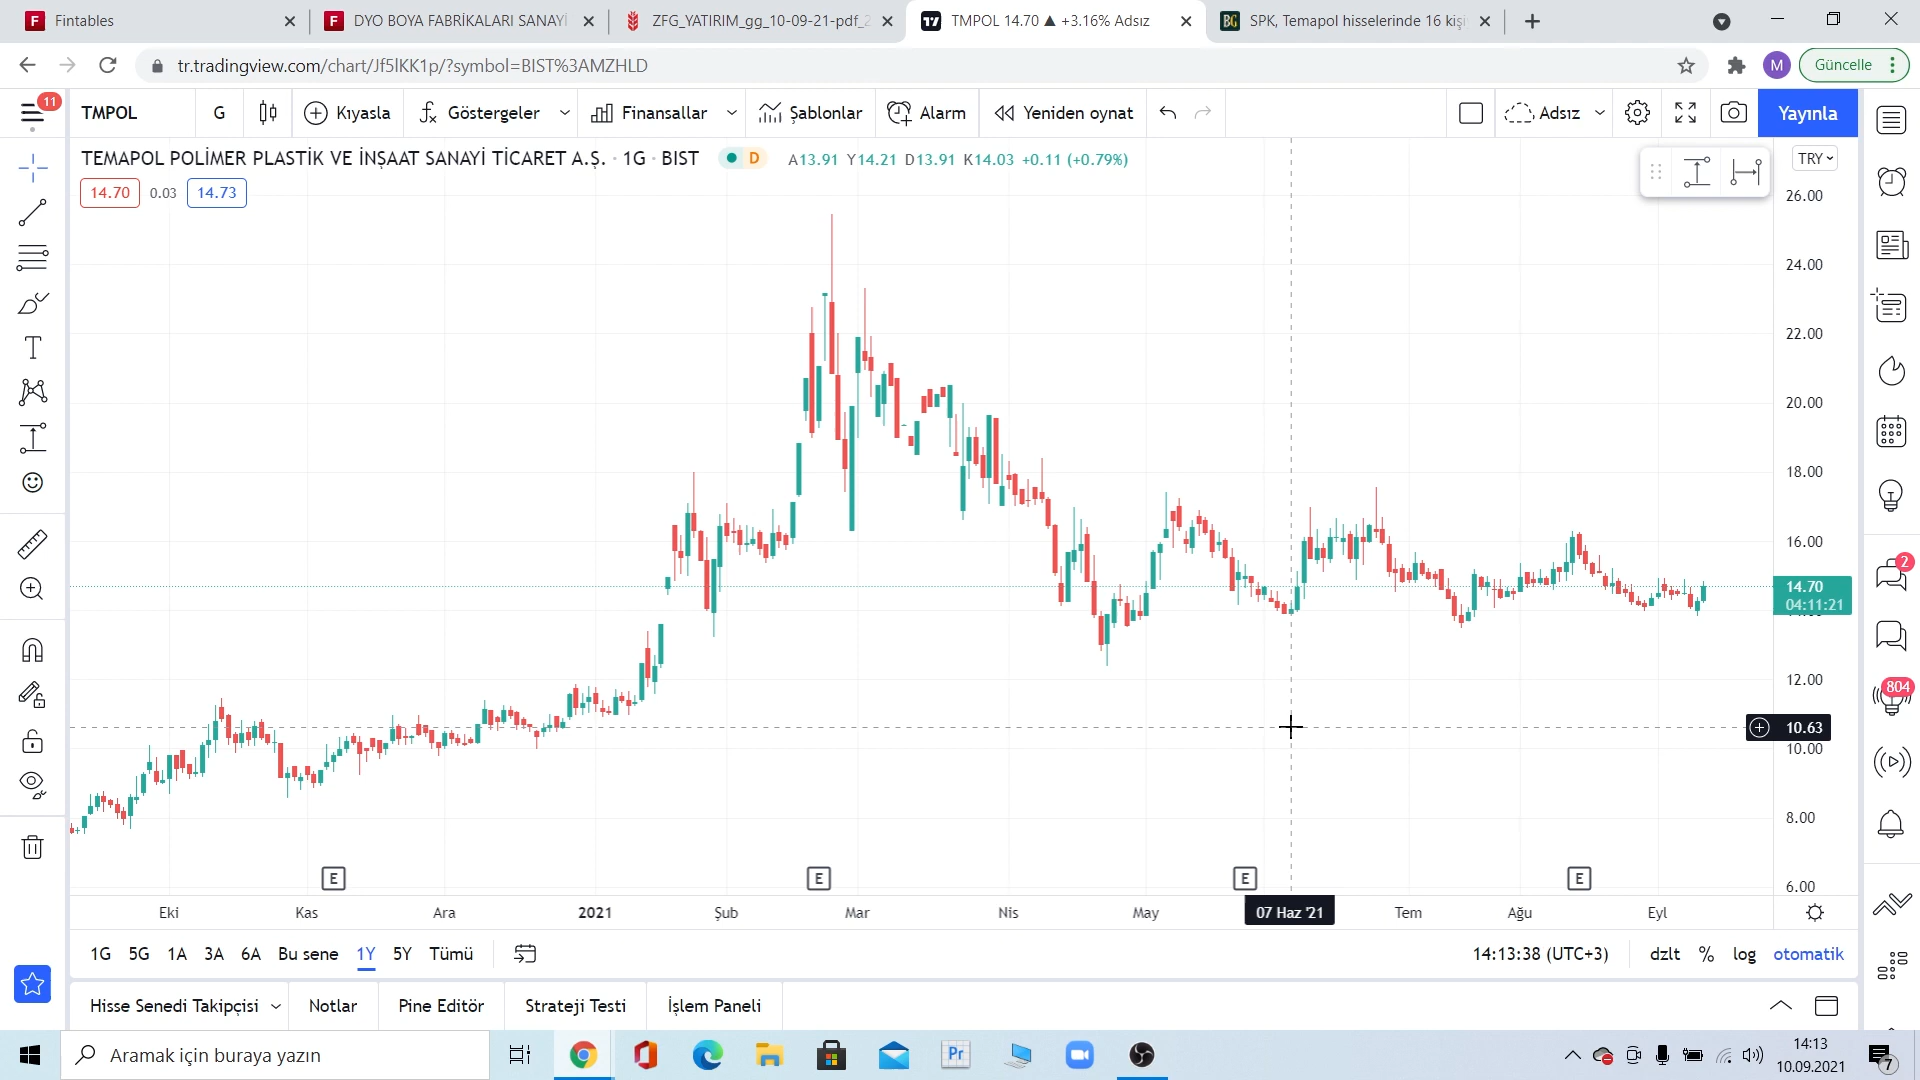 Fintables
DYO BOYA FABRİKALARI SANAYİ
ZFG_YATIRIM_gg_10-09-21-pdf_2
TMPOL 14.70 ▲ +3.16% Adsız
SPK, Temapol hisselerinde 16 kişi
tr.tradingview.com/chart/Jf5lKK1p/?symbol=BIST%3AMZHLD
M
Güncelle
11
TMPOL
G
Kıyasla
Göstergeler
Finansallar
Şablonlar
Alarm
Yeniden oynat
Adsız
Yayınla
TEMAPOL POLİMER PLASTİK VE İNŞAAT SANAYİ TİCARET A.Ş. · 1G · BIST
D
A13.91 Y14.21 D13.91 K14.03 +0.11 (+0.79%)
TRY
14.70
0.03
14.73
26.00
24.00
22.00
20.00
18.00
16.00
14.70
04:11:21
12.00
10.63
10.00
8.00
6.00
2
804
E
E
E
E
Eki
Kas
Ara
2021
Şub
Mar
Nis
May
07 Haz '21
Tem
Ağu
Eyl
1G
5G
1A
3A
6A
Bu sene
1Y
5Y
Tümü
14:13:38 (UTC+3)
dzlt
%
log
otomatik
Hisse Senedi Takipçisi
Notlar
Pine Editör
Strateji Testi
İşlem Paneli
Aramak için buraya yazın
Pr
14:13
10.09.2021
7